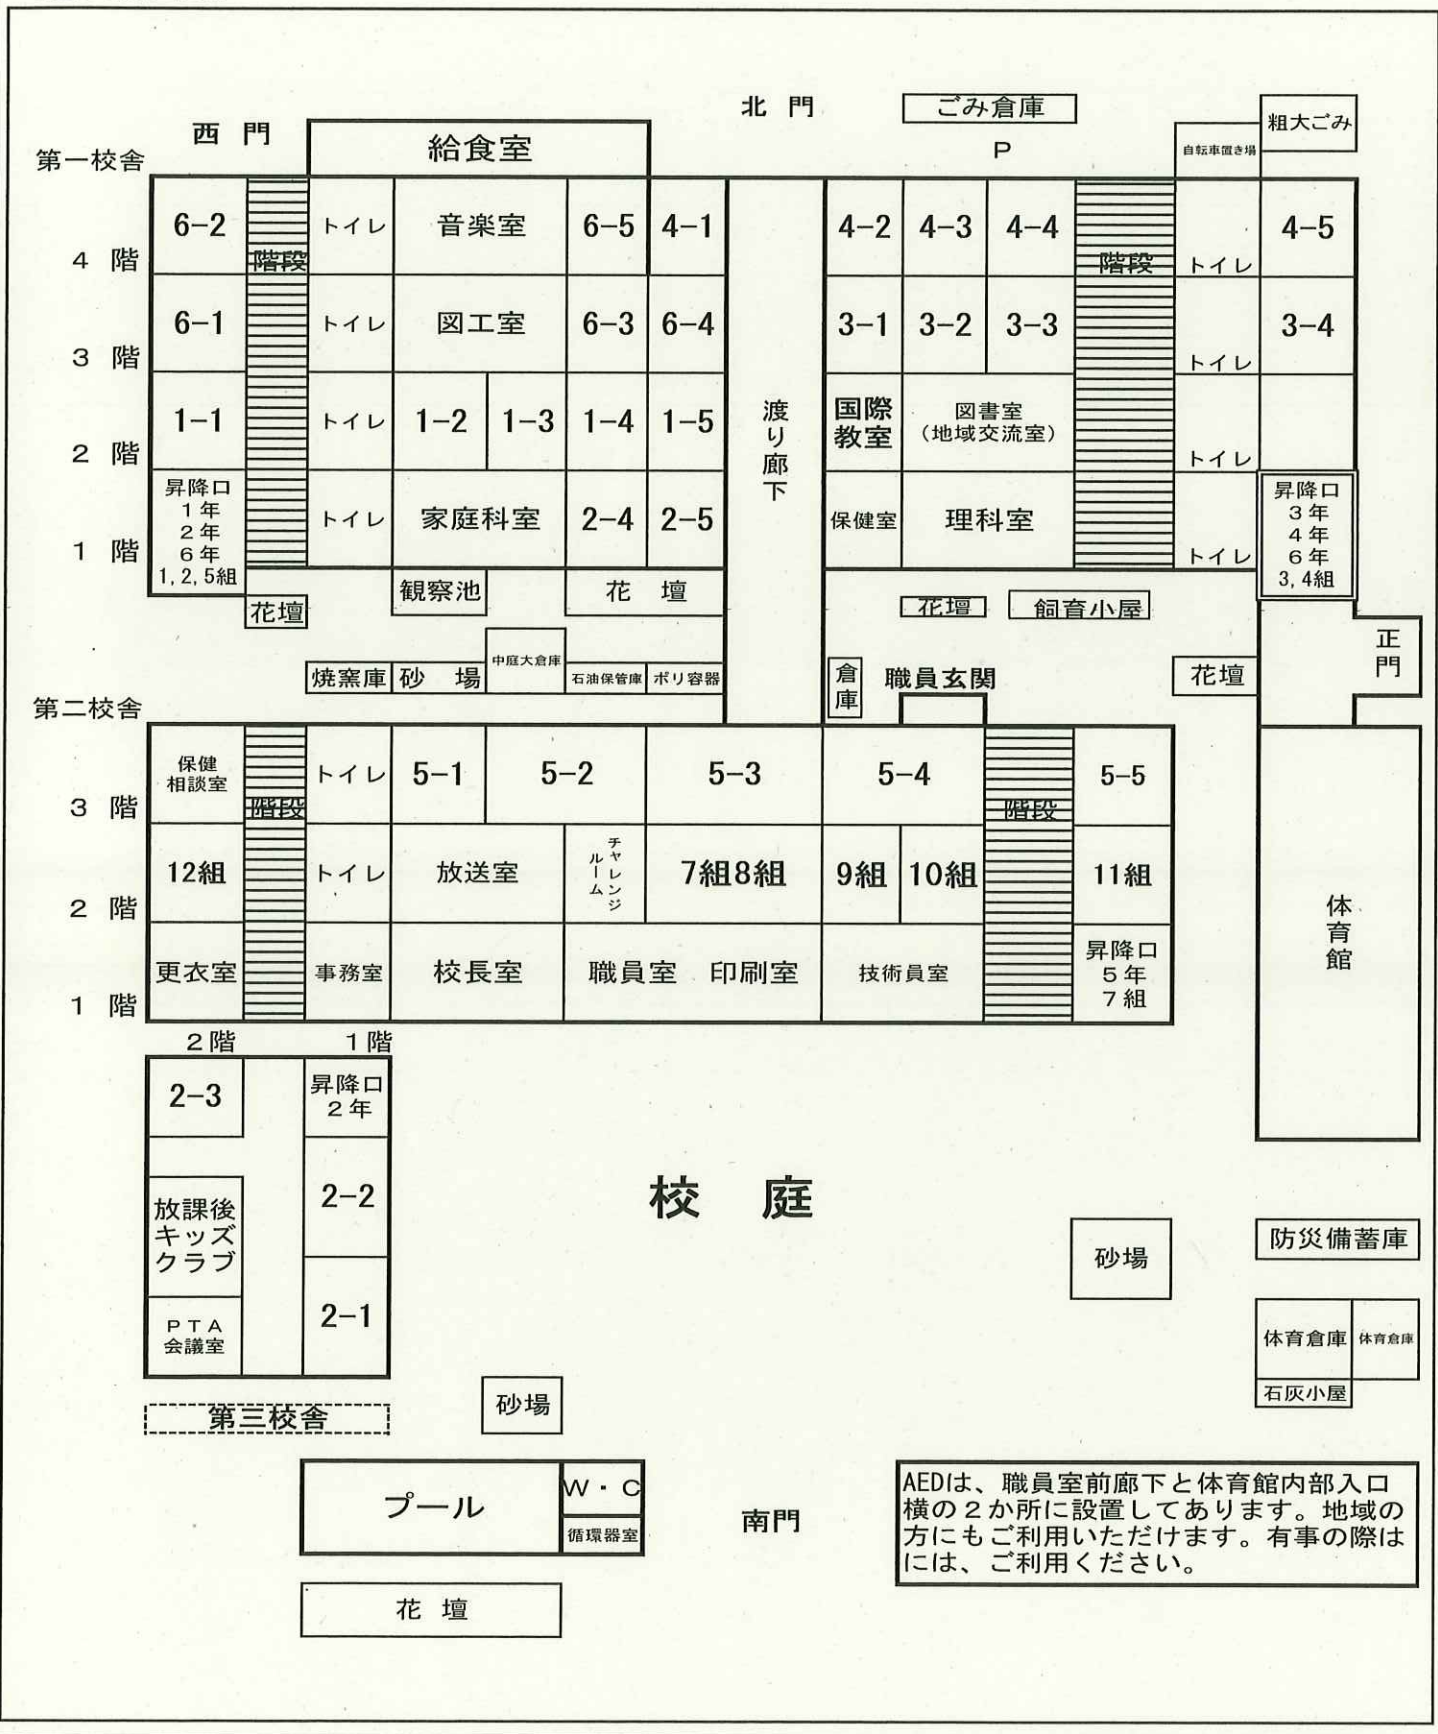 北 門
ごみ倉庫
粗大ごみ
西 門
給食室
P
自転車置き場
第一校舎
6-2
トイレ
音楽室
6-5
4-1
4-2
4-3
4-4
4-5
4 階
階段
階段
トイレ
6-1
トイレ
図工室
6-3
6-4
3-1
3-2
3-3
3-4
3 階
トイレ
1-1
トイレ
1-2
1-3
1-4
1-5
渡り廊下
国際
教室
図書室
(地域交流室)
2 階
トイレ
昇降口
1年
2年
6年
1,2,5組
トイレ
家庭科室
2-4
2-5
保健室
理科室
昇降口
3年
4年
6年
3,4組
1 階
トイレ
花壇
観察池
花 壇
花壇
飼育小屋
正門
焼窯庫
砂 場
中庭大倉庫
石油保管庫
ポリ容器
倉庫
職員玄関
花壇
第二校舎
保健
相談室
トイレ
5-1
5-2
5-3
5-4
5-5
3 階
階段
階段
12組
トイレ
放送室
チャレンジ
ルーム
7組8組
9組
10組
11組
2 階
体育館
更衣室
事務室
校長室
職員室 印刷室
技術員室
昇降口
5年
7組
1 階
2階
1階
2-3
昇降口
2年
放課後
キッズ
クラブ
2-2
校 庭
砂場
防災備蓄庫
PTA
会議室
2-1
体育倉庫
体育倉庫
石灰小屋
第三校舎
砂場
プール
W・C
循環器室
南門
AEDは、職員室前廊下と体育館内部入口
横の2か所に設置してあります。地域の
方にもご利用いただけます。有事の際は
には、ご利用ください。
花 壇